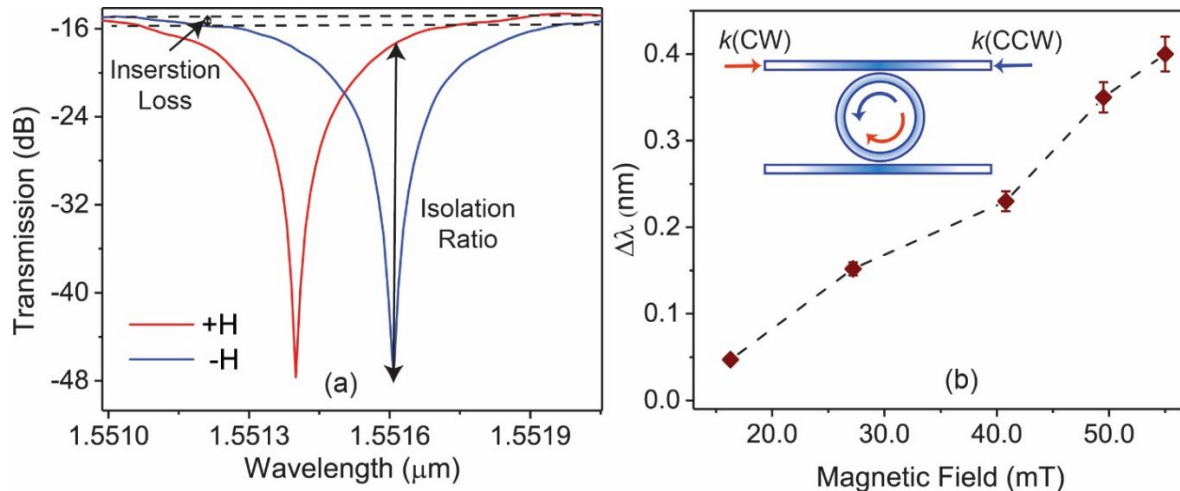 -16
-24
-32
-40
-48
Transmission (dB)
Inserstion
Loss
Isolation
Ratio
+H
-H
(a)
1.5510
1.5513
1.5516
1.5519
Wavelength (μm)
0.4
0.3
0.2
0.1
0.0
Δλ (nm)
k(CW)
k(CCW)
(b)
20.0
30.0
40.0
50.0
Magnetic Field (mT)